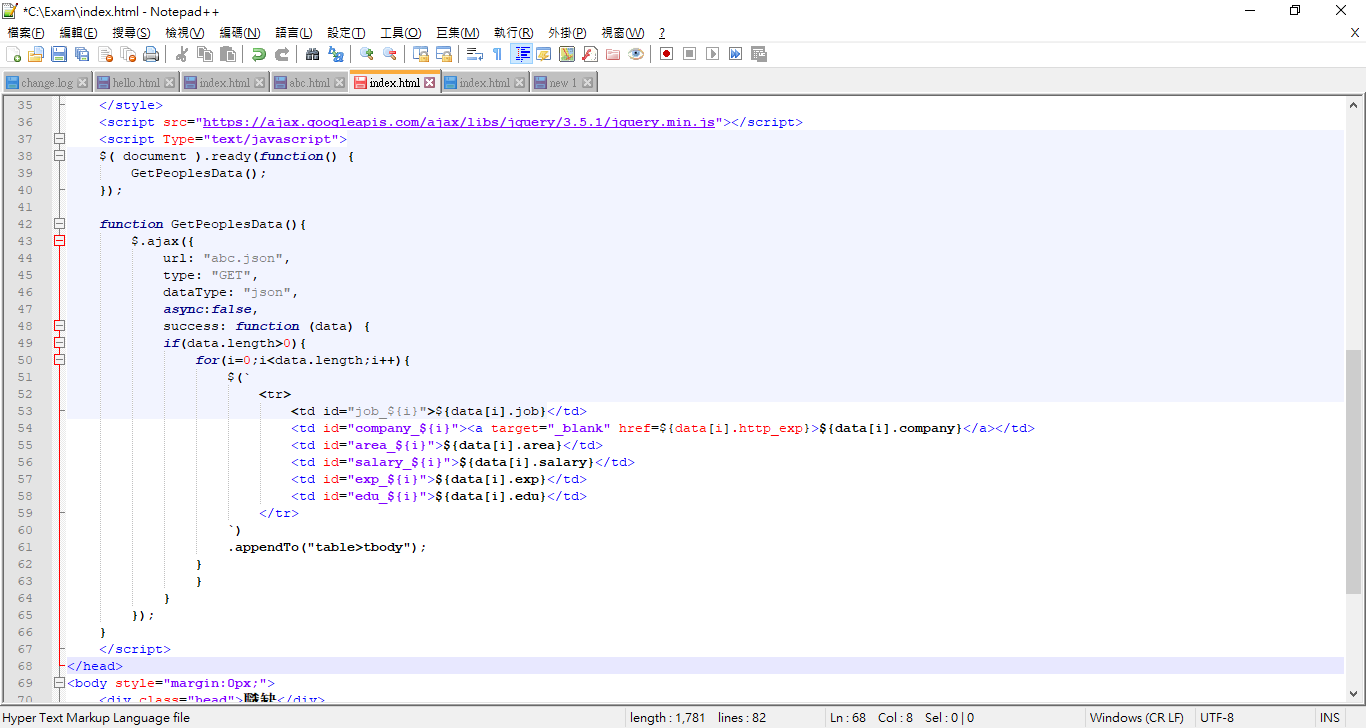 *C:\Exam\index.html - Notepad++
檔案(F) 編輯(E) 搜尋(S) 檢視(V) 編碼(N) 語言(L) 設定(T) 工具(O) 巨集(M) 執行(R) 外掛(P) 視窗(W) ? X
change.log hello.html index.html abc.html index.html index.html new 1
35 </style>
36 <script src="https://ajax.googleapis.com/ajax/libs/jquery/3.5.1/jquery.min.js"></script>
37 <script Type="text/javascript">
38 $( document ).ready(function() {
39 GetPeoplesData();
40 });
41
42 function GetPeoplesData(){
43 $.ajax({
44 url: "abc.json",
45 type: "GET",
46 dataType: "json",
47 async:false,
48 success: function (data) {
49 if(data.length>0){
50 for(i=0;i<data.length;i++){
51 $(`
52 <tr>
53 <td id="job_${i}">${data[i].job}</td>
54 <td id="company_${i}"><a target="_blank" href=${data[i].http_exp}>${data[i].company}</a></td>
55 <td id="area_${i}">${data[i].area}</td>
56 <td id="salary_${i}">${data[i].salary}</td>
57 <td id="exp_${i}">${data[i].exp}</td>
58 <td id="edu_${i}">${data[i].edu}</td>
59 </tr>
60 `)
61 .appendTo("table>tbody");
62 }
63 }
64 }
65 });
66 }
67 </script>
68 </head>
69 <body style="margin:0px;">
70 <div class="head">職缺</div>
Hyper Text Markup Language file length : 1,781 lines : 82 Ln : 68 Col : 8 Sel : 0 | 0 Windows (CR LF) UTF-8 INS